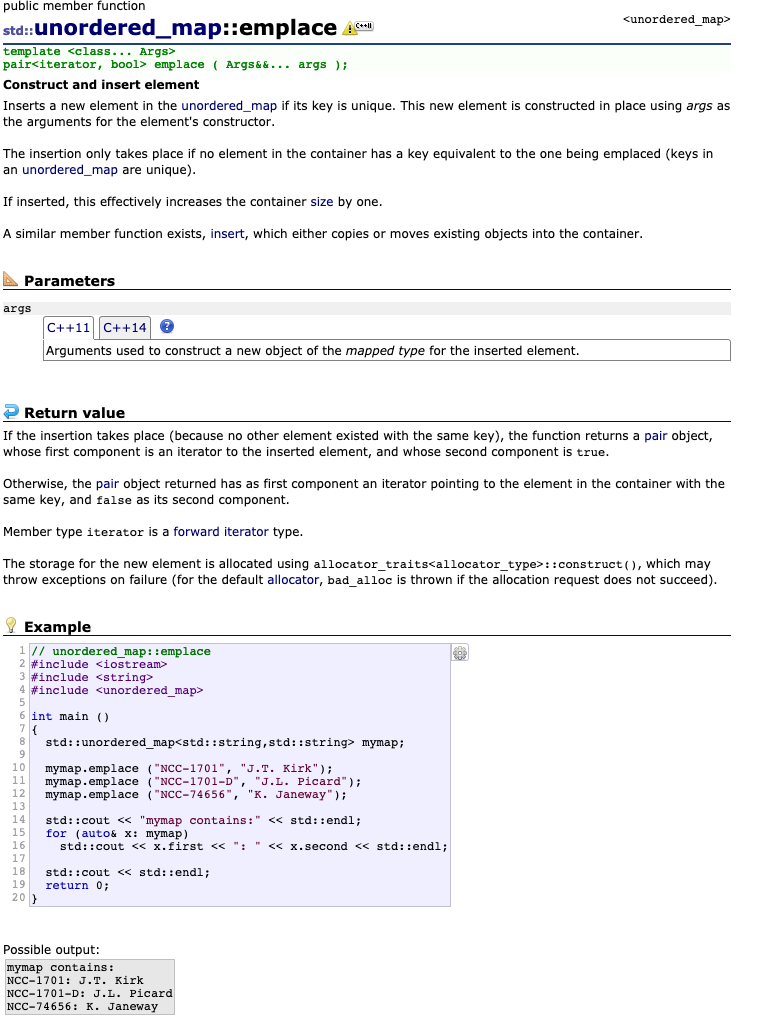 public member function
<unordered_map>
std::unordered_map::emplace
C++11
template <class... Args>
pair<iterator, bool> emplace ( Args&&... args );
Construct and insert element
Inserts a new element in the unordered_map if its key is unique. This new element is constructed in place using args as
the arguments for the element's constructor.
The insertion only takes place if no element in the container has a key equivalent to the one being emplaced (keys in
an unordered_map are unique).
If inserted, this effectively increases the container size by one.
A similar member function exists, insert, which either copies or moves existing objects into the container.
Parameters
args
C++11 C++14 ?
Arguments used to construct a new object of the mapped type for the inserted element.
Return value
If the insertion takes place (because no other element existed with the same key), the function returns a pair object,
whose first component is an iterator to the inserted element, and whose second component is true.
Otherwise, the pair object returned has as first component an iterator pointing to the element in the container with the
same key, and false as its second component.
Member type iterator is a forward iterator type.
The storage for the new element is allocated using allocator_traits<allocator_type>::construct(), which may
throw exceptions on failure (for the default allocator, bad_alloc is thrown if the allocation request does not succeed).
Example
1 // unordered_map::emplace
2 #include <iostream>
3 #include <string>
4 #include <unordered_map>
5
6 int main ()
7 {
8   std::unordered_map<std::string,std::string> mymap;
9
10   mymap.emplace ("NCC-1701", "J.T. Kirk");
11   mymap.emplace ("NCC-1701-D", "J.L. Picard");
12   mymap.emplace ("NCC-74656", "K. Janeway");
13
14   std::cout << "mymap contains:" << std::endl;
15   for (auto& x: mymap)
16     std::cout << x.first << ": " << x.second << std::endl;
17
18   std::cout << std::endl;
19   return 0;
20 }
Possible output:
mymap contains:
NCC-1701: J.T. Kirk
NCC-1701-D: J.L. Picard
NCC-74656: K. Janeway